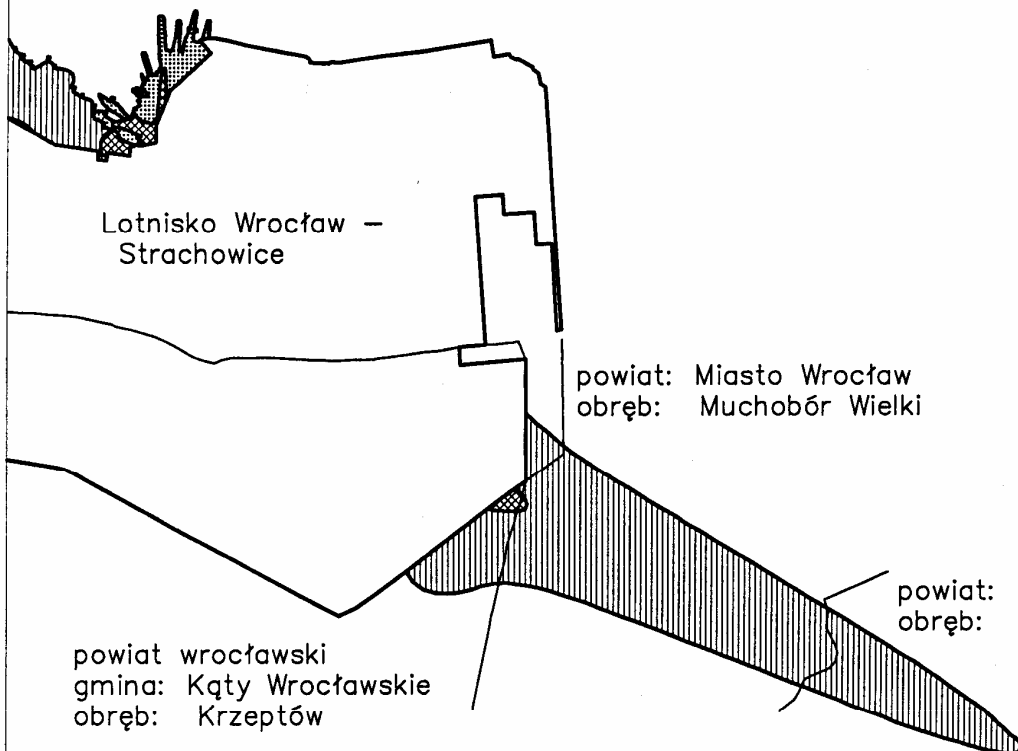 Lotnisko Wrocław –
Strachowice
powiat: Miasto Wrocław
obręb: Muchobór Wielki
powiat:
obręb:
powiat wrocławski
gmina: Kąty Wrocławskie
obręb: Krzeptów